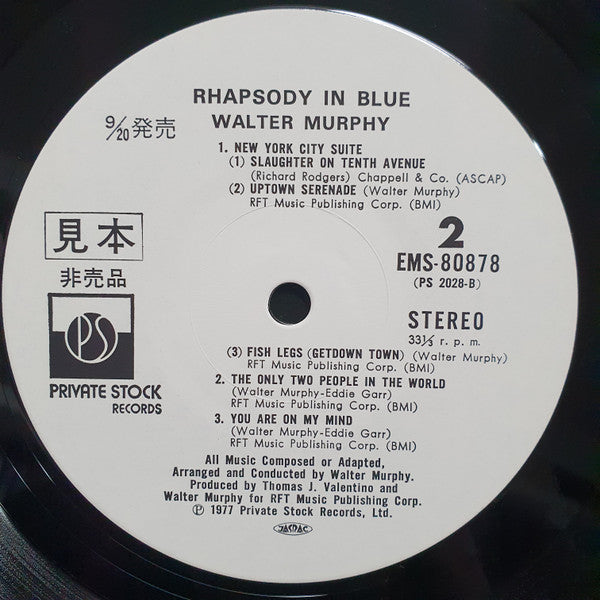 RHAPSODY IN BLUE
WALTER MURPHY
9/20 発売
1. NEW YORK CITY SUITE
(1) SLAUGHTER ON TENTH AVENUE
(Richard Rodgers) Chappell & Co. (ASCAP)
(2) UPTOWN SERENADE (Walter Murphy)
RFT Music Publishing Corp. (BMI)
見本
非売品
2
EMS-80878
(PS 2028-B)
PS
PRIVATE STOCK
RECORDS
STEREO
33⅓ r. p. m.
(3) FISH LEGS (GETDOWN TOWN) (Walter Murphy)
RFT Music Publishing Corp. (BMI)
2. THE ONLY TWO PEOPLE IN THE WORLD
(Walter Murphy-Eddie Garr)
RFT Music Publishing Corp. (BMI)
3. YOU ARE ON MY MIND
(Walter Murphy-Eddie Garr)
RFT Music Publishing Corp. (BMI)
All Music Composed or Adapted,
Arranged and Conducted by Walter Murphy.
Produced by Thomas J. Valentino and
Walter Murphy for RFT Music Publishing Corp.
℗ 1977 Private Stock Records, Ltd.
JASRAC